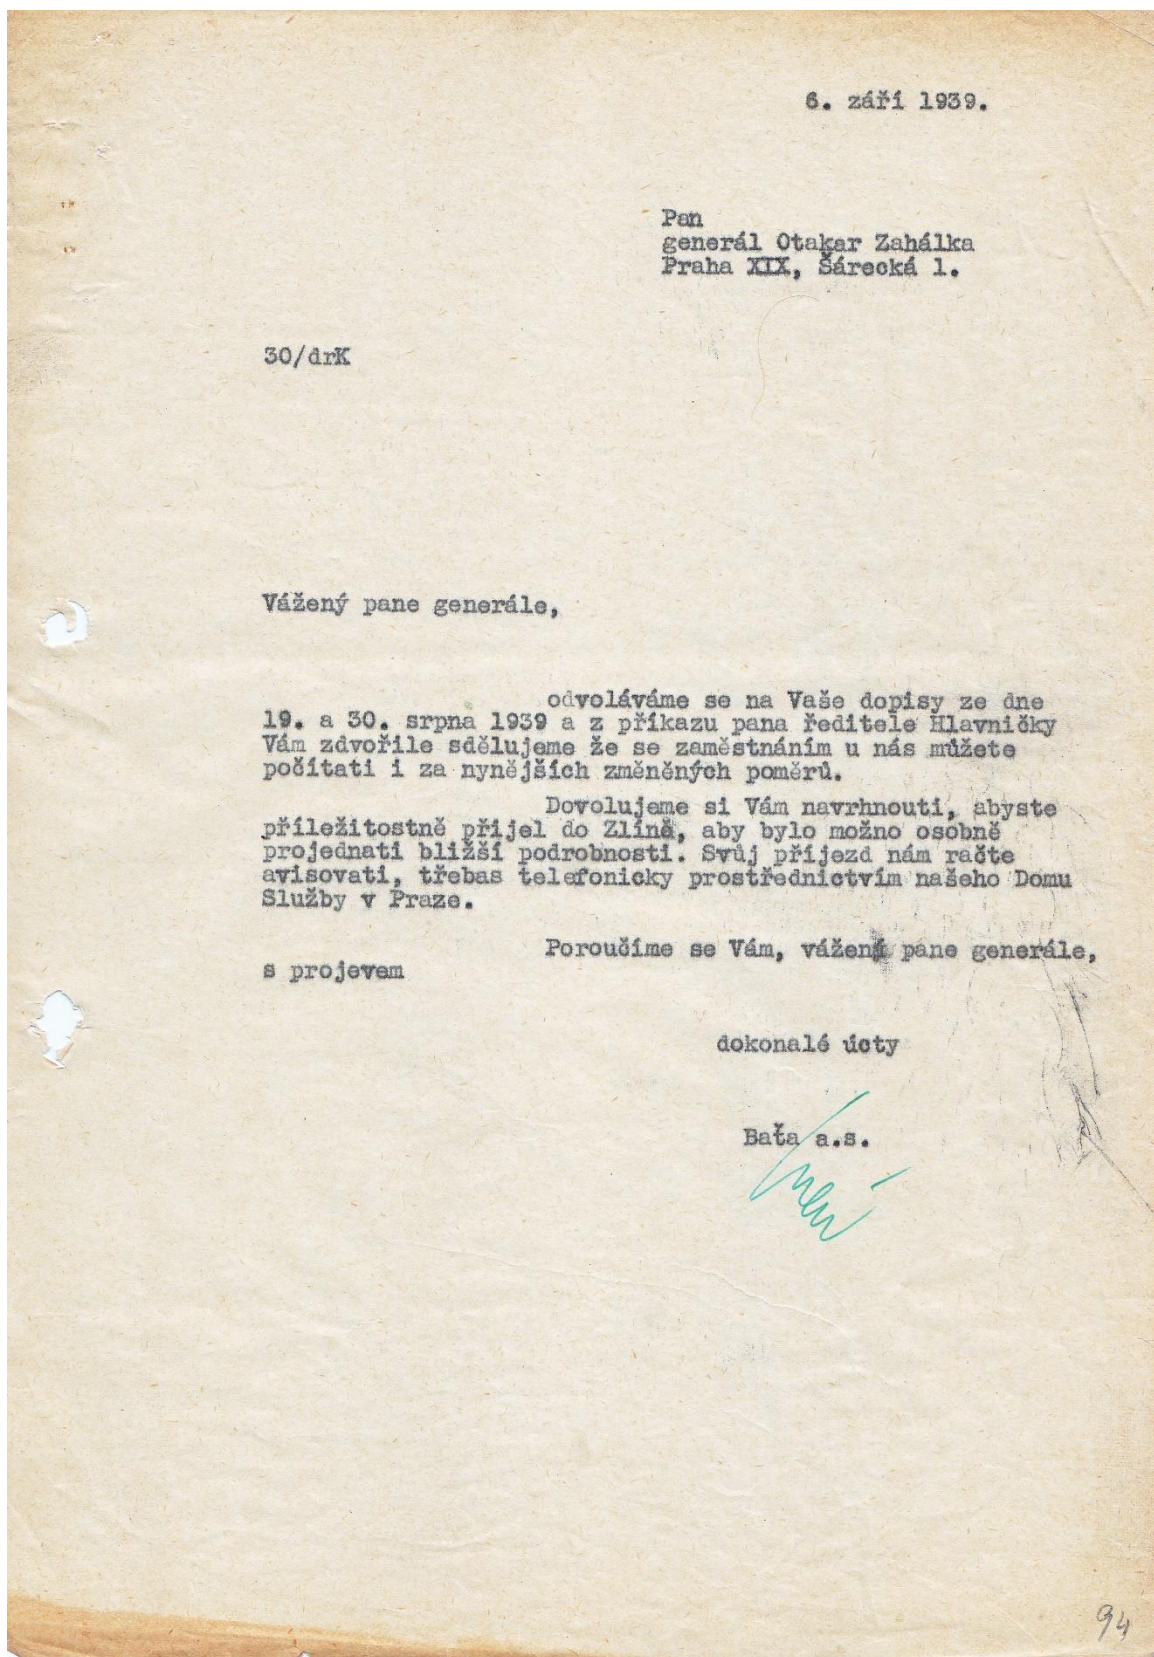 6. září 1939.
Pan
generál Otakar Zahálka
Praha XIX, Šárecká 1.
30/drK
Vážený pane generále,
odvoláváme se na Vaše dopisy ze dne
19. a 30. srpna 1939 a z příkazu pana ředitele Hlavničky
Vám zdvořile sdělujeme že se zaměstnáním u nás můžete
počítati i za nynějších změněných poměrů.
Dovolujeme si Vám navrhnouti, abyste
příležitostně přijel do Zlína, aby bylo možno osobně
projednati bližší podrobnosti. Svůj příjezd nám račte
avisovati, třebas telefonicky prostřednictvím našeho Domu
Služby v Praze.
Poroučíme se Vám, vážený pane generále,
s projevem
dokonalé úcty
Baťa a.s.
94